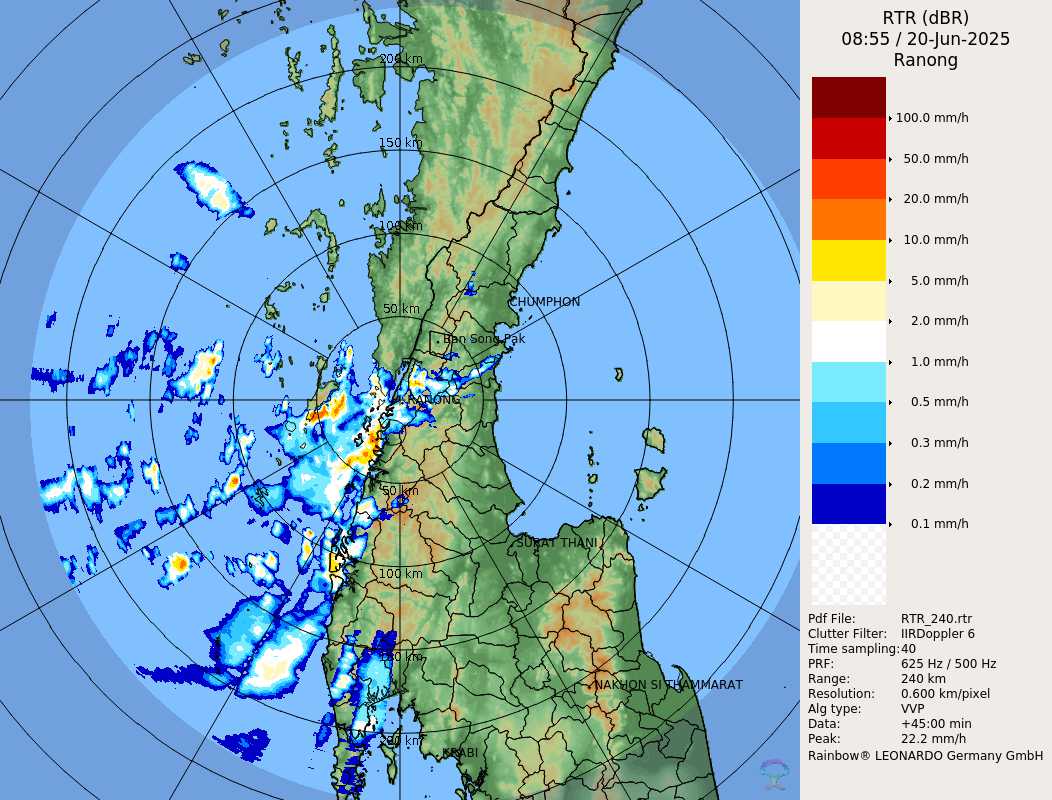 RTR (dBR)
08:55 / 20-Jun-2025
Ranong
100.0 mm/h
50.0 mm/h
20.0 mm/h
10.0 mm/h
5.0 mm/h
2.0 mm/h
1.0 mm/h
0.5 mm/h
0.3 mm/h
0.2 mm/h
0.1 mm/h
Pdf File: RTR_240.rtr
Clutter Filter: IIRDoppler 6
Time sampling:40
PRF: 625 Hz / 500 Hz
Range: 240 km
Resolution: 0.600 km/pixel
Alg type: VVP
Data: +45:00 min
Peak: 22.2 mm/h
Rainbow® LEONARDO Germany GmbH
200 km
150 km
100 km
50 km
CHUMPHON
Ban Song Pak
RANONG
50 km
SURAT THANI
100 km
150 km
NAKHON SI THAMMARAT
200 km
KRABI